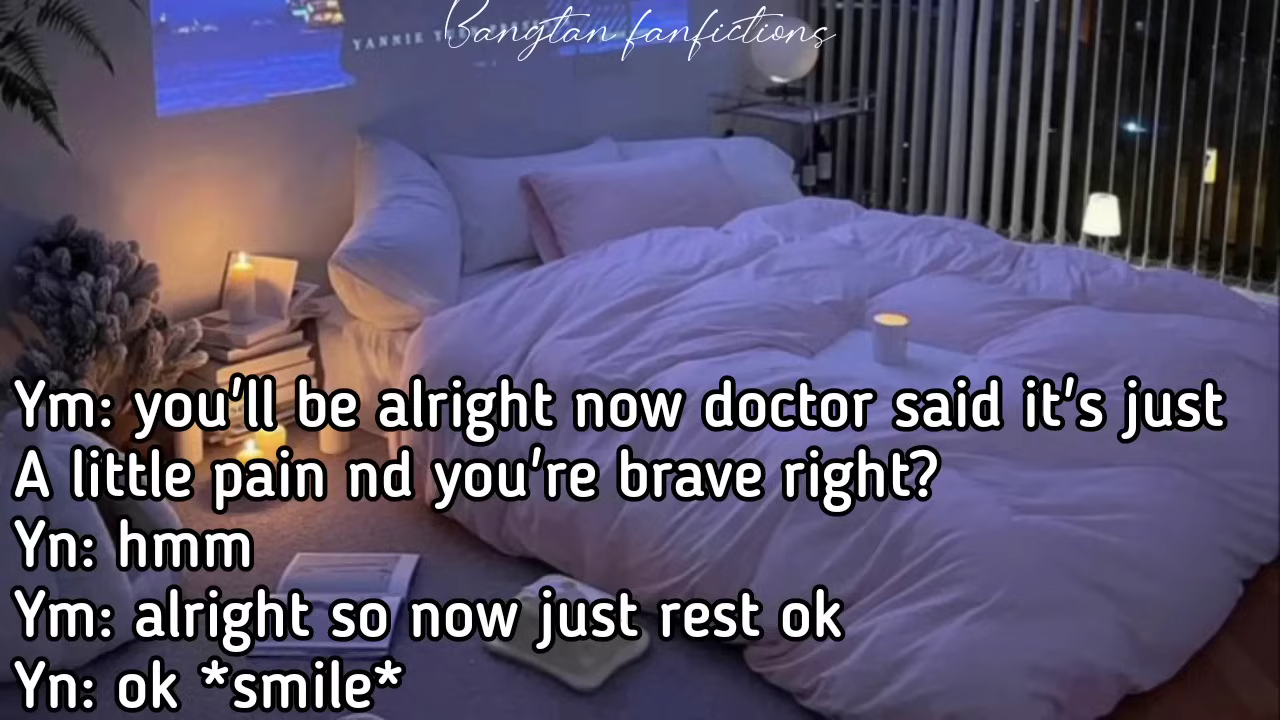 Bangtan fanfictions
YANNIE
Ym: you'll be alright now doctor said it's just
A little pain nd you're brave right?
Yn: hmm
Ym: alright so now just rest ok
Yn: ok *smile*